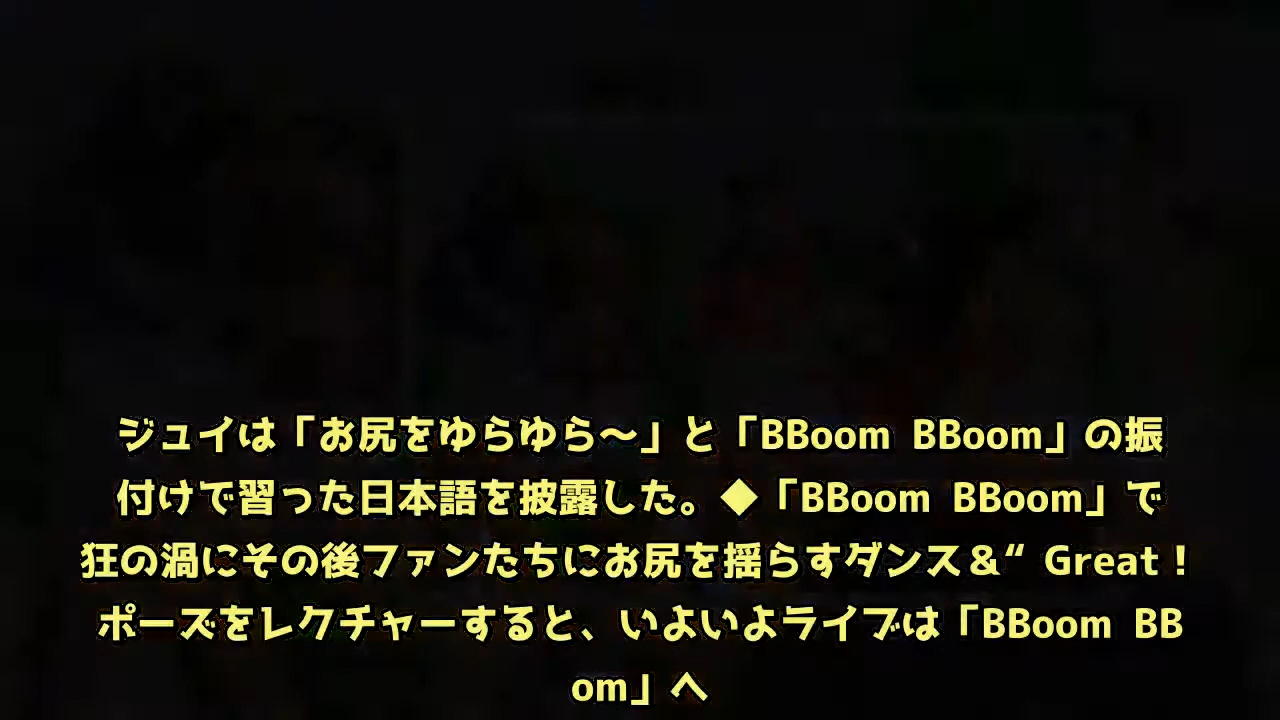 ジュイは「お尻をゆらゆら～」と「BBoom BBoom」の振
付けで習った日本語を披露した。◆「BBoom BBoom」で
狂の渦にその後ファンたちにお尻を揺らすダンス＆“ Great！
ポーズをレクチャーすると、いよいよライブは「BBoom BB
om」へ